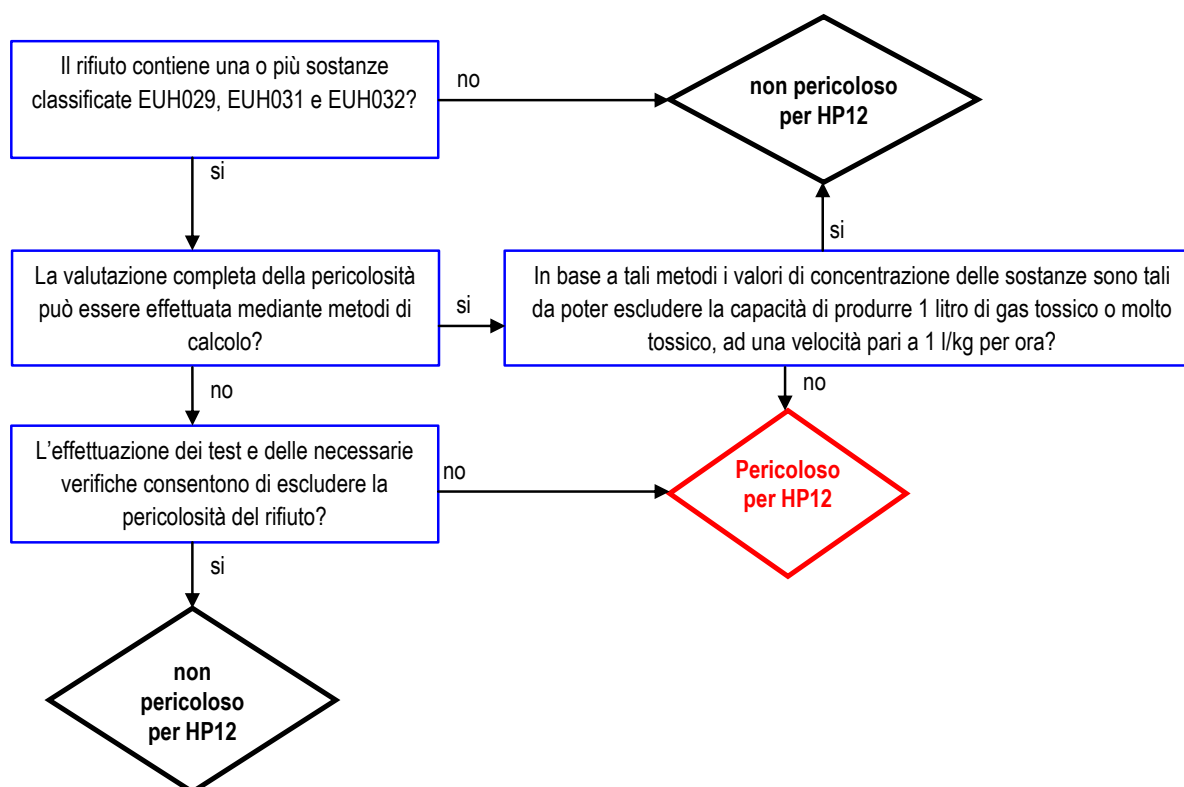 Il rifiuto contiene una o più sostanze
classificate EUH029, EUH031 e EUH032?
no
non pericoloso
per HP12
si
si
La valutazione completa della pericolosità
può essere effettuata mediante metodi di
calcolo?
si
In base a tali metodi i valori di concentrazione delle sostanze sono tali
da poter escludere la capacità di produrre 1 litro di gas tossico o molto
tossico, ad una velocità pari a 1 l/kg per ora?
no
no
L'effettuazione dei test e delle necessarie
verifiche consentono di escludere la
pericolosità del rifiuto?
no
Pericoloso
per HP12
si
non
pericoloso
per HP12